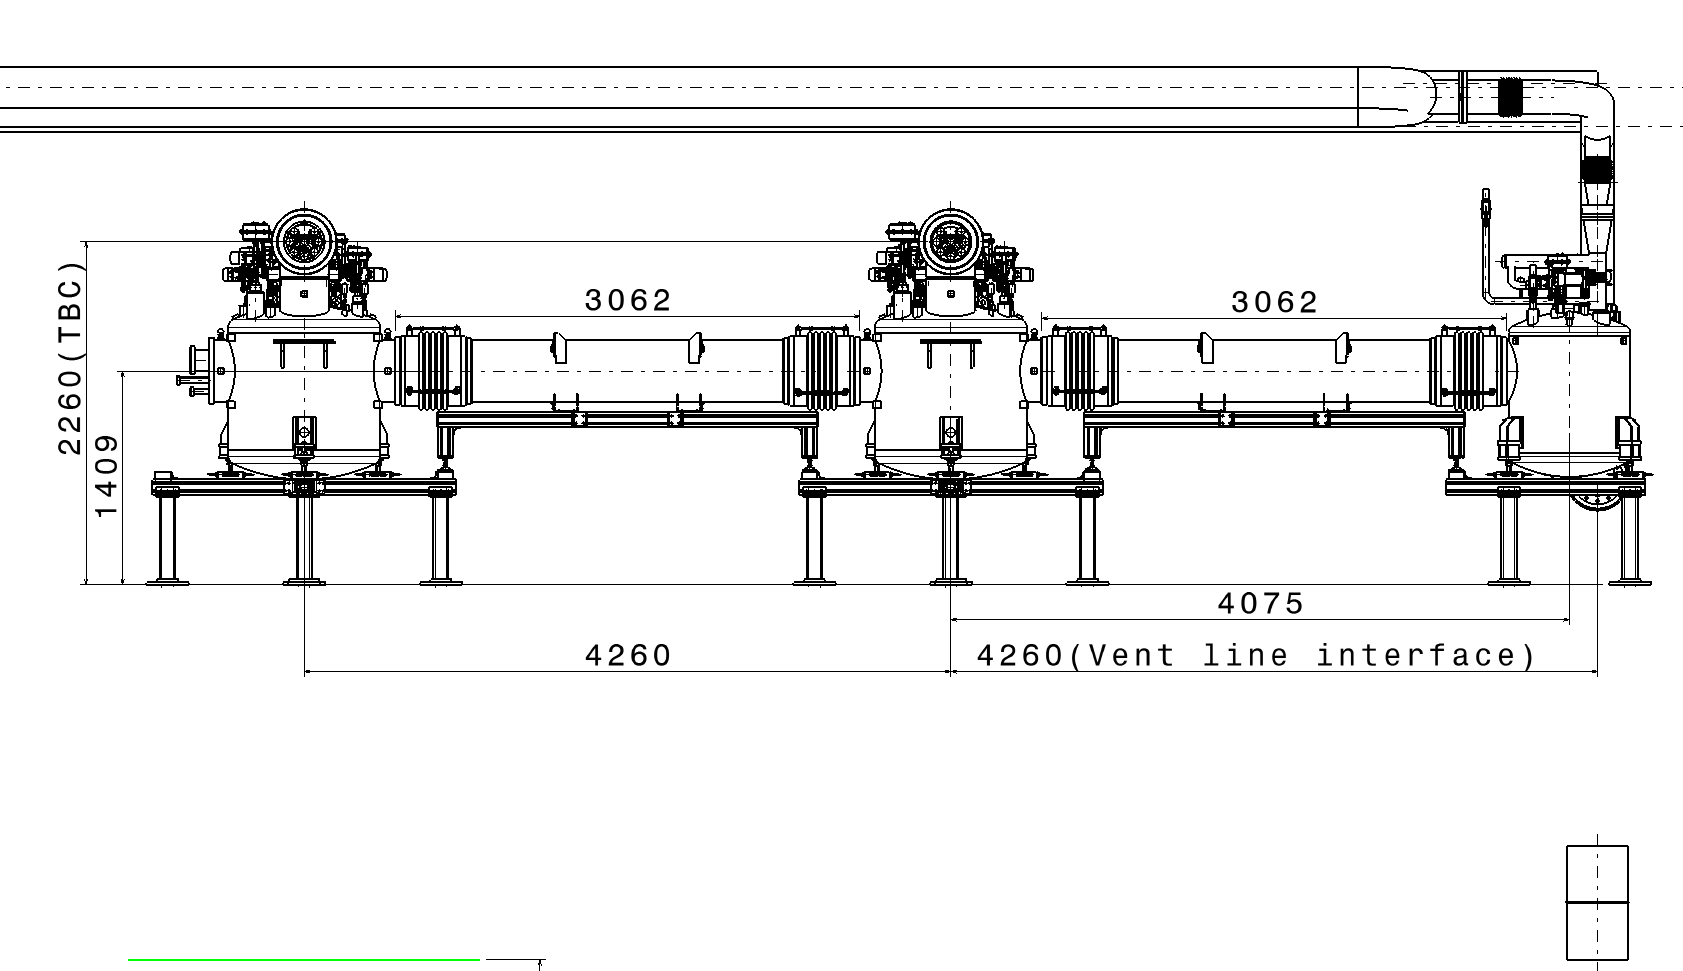 3062
3062
2260(TBC)
1409
4075
4260
4260(Vent line interface)